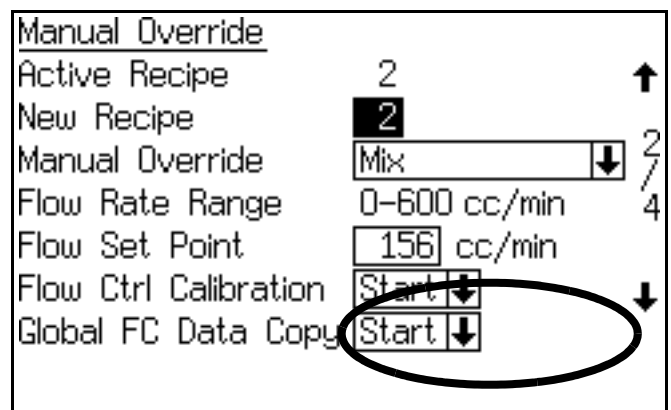 Manual Override
Active Recipe 2
New Recipe 2
Manual Override Mix
Flow Rate Range 0-600 cc/min
Flow Set Point 156 cc/min
Flow Ctrl Calibration Start
Global FC Data Copy Start
2/4